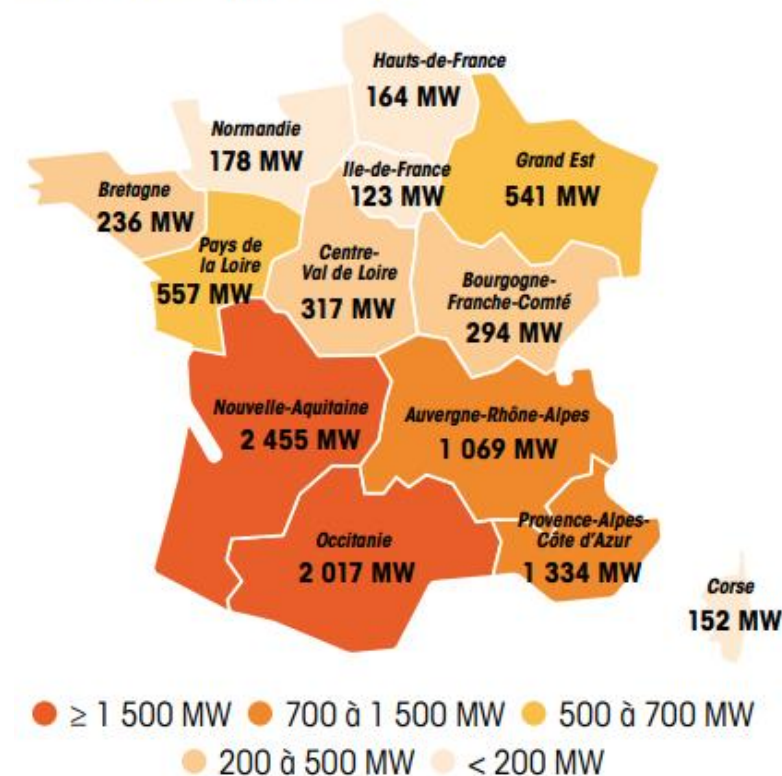 Hauts-de-France
164 MW
Normandie
178 MW
Ile-de-France
123 MW
Grand Est
541 MW
Bretagne
236 MW
Pays de
la Loire
557 MW
Centre-
Val de Loire
317 MW
Bourgogne-
Franche-Comté
294 MW
Nouvelle-Aquitaine
2 455 MW
Auvergne-Rhône-Alpes
1 069 MW
Occitanie
2 017 MW
Provence-Alpes-
Côte d'Azur
1 334 MW
Corse
152 MW
≥ 1 500 MW 700 à 1 500 MW 500 à 700 MW
200 à 500 MW < 200 MW